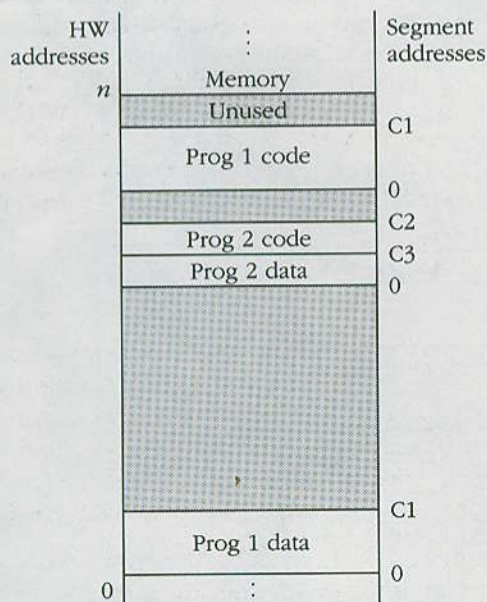 HW
addresses
Segment
addresses
⋮
Memory
n
Unused
C1
Prog 1 code
0
C2
Prog 2 code
C3
Prog 2 data
0
C1
Prog 1 data
0
0
⋮